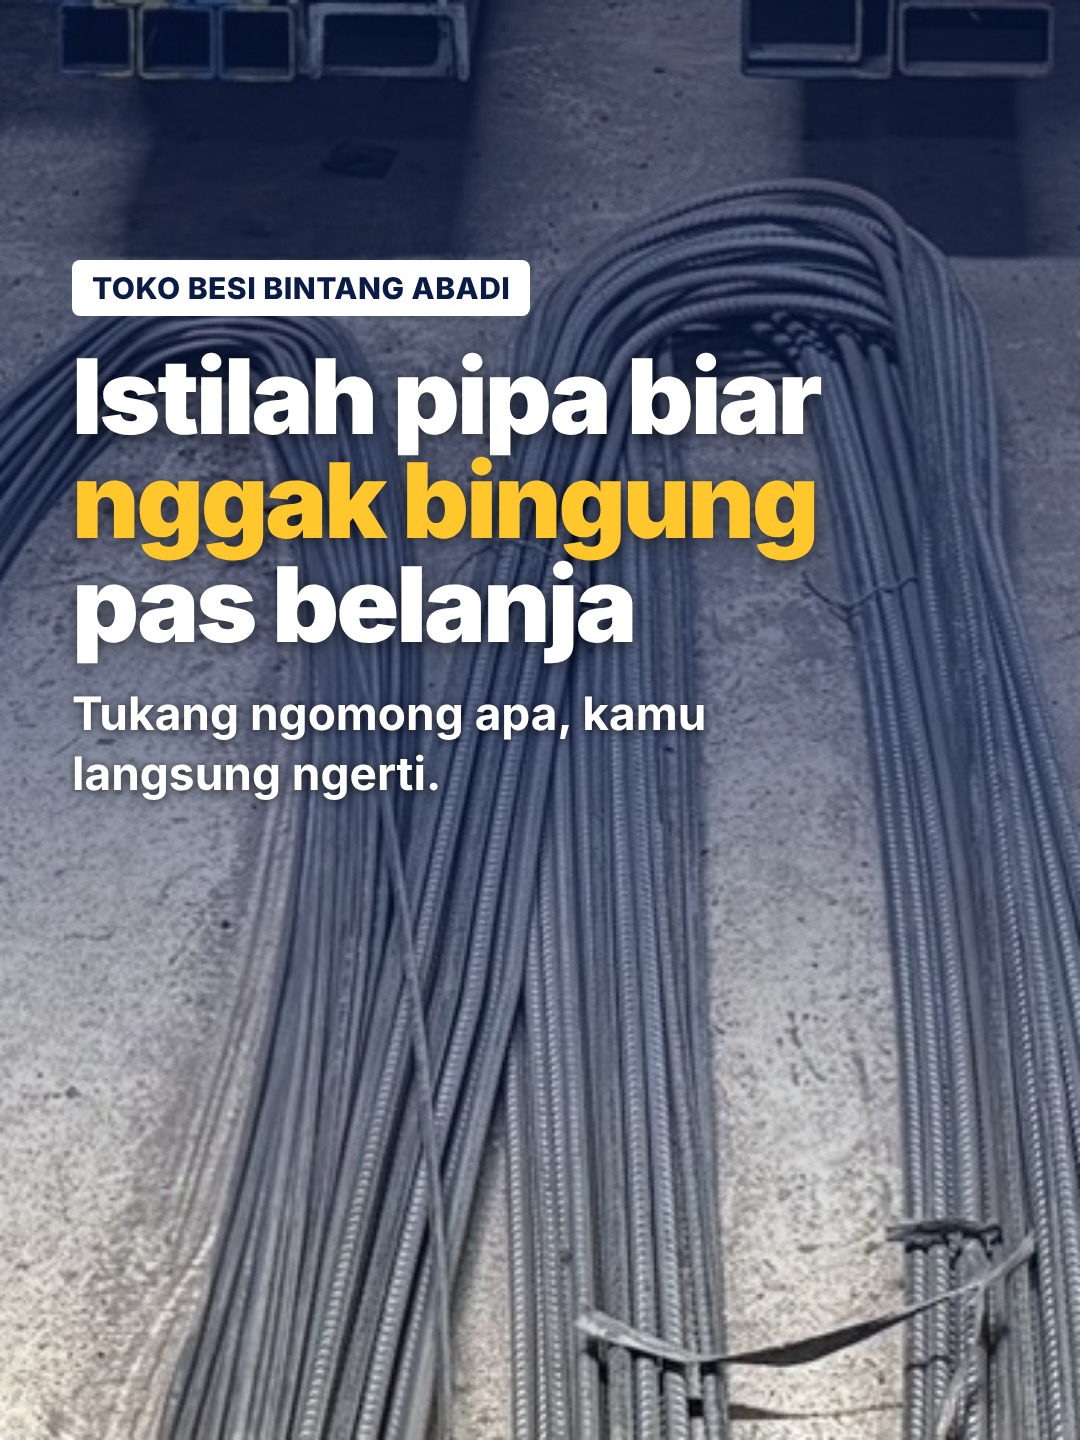 TOKO BESI BINTANG ABADI
Istilah pipa biar
nggak bingung
pas belanja
Tukang ngomong apa, kamu
langsung ngerti.